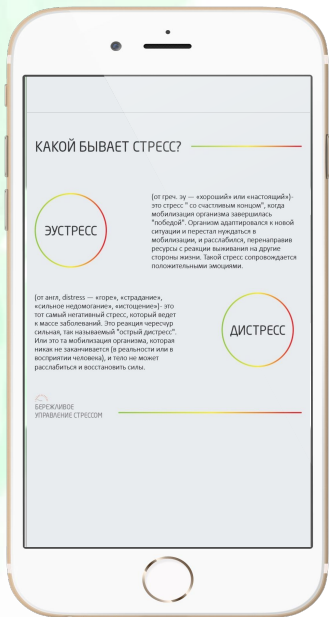 КАКОЙ БЫВАЕТ СТРЕСС?
ЭУСТРЕСС
(от греч. эу — «хороший» или «настоящий»)-
это стресс " со счастливым концом", когда
мобилизация организма завершилась
"победой". Организм адаптировался к новой
ситуации и перестал нуждаться в
мобилизации, и расслабился, перенаправив
ресурсы с реакции выживания на другие
стороны жизни. Такой стресс сопровождается
положительными эмоциями.
(от англ, distress — «горе», «страдание»,
«сильное недомогание», «истощение»)- это
тот самый негативный стресс, который ведет
к массе заболеваний. Это реакция чересчур
сильная, так называемый "острый дистресс".
Или это та мобилизация организма, которая
никак не заканчивается (в реальности или в
восприятии человека), и тело не может
расслабиться и восстановить силы.
ДИСТРЕСС
БЕРЕЖЛИВОЕ
УПРАВЛЕНИЕ СТРЕССОМ